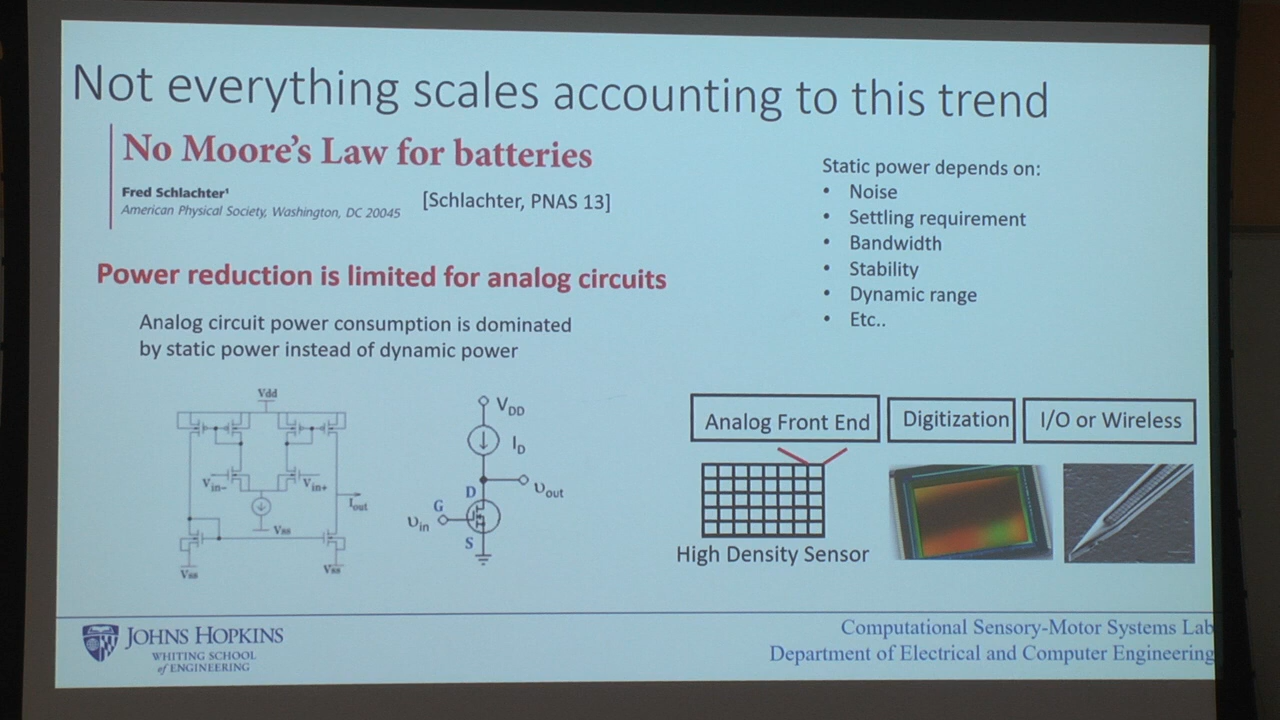 Not everything scales accounting to this trend
No Moore's Law for batteries
Fred Schlachter¹
American Physical Society, Washington, DC 20045
[Schlachter, PNAS 13]
Power reduction is limited for analog circuits
Analog circuit power consumption is dominated
by static power instead of dynamic power
Static power depends on:
• Noise
• Settling requirement
• Bandwidth
• Stability
• Dynamic range
• Etc..
Vdd
Vin-
Vin+
Iout
Vss
Vss
Vss
VDD
ID
D
υout
G
υin
S
Analog Front End
Digitization
I/O or Wireless
High Density Sensor
JOHNS HOPKINS
WHITING SCHOOL
of ENGINEERING
Computational Sensory-Motor Systems Lab
Department of Electrical and Computer Engineering